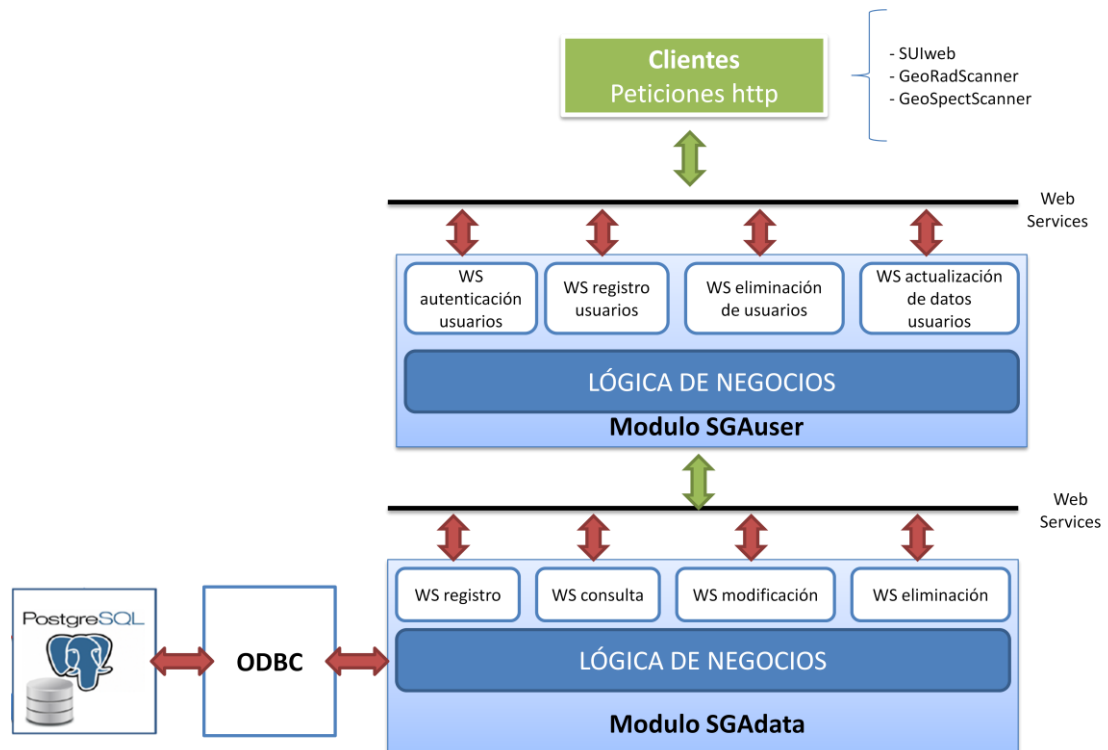 Clientes
Peticiones http
- SUIweb
- GeoRadScanner
- GeoSpectScanner
Web
Services
WS
autenticación
usuarios
WS registro
usuarios
WS eliminación
de usuarios
WS actualización
de datos
usuarios
LÓGICA DE NEGOCIOS
Modulo SGAuser
Web
Services
WS registro
WS consulta
WS modificación
WS eliminación
PostgreSQL
ODBC
LÓGICA DE NEGOCIOS
Modulo SGAdata